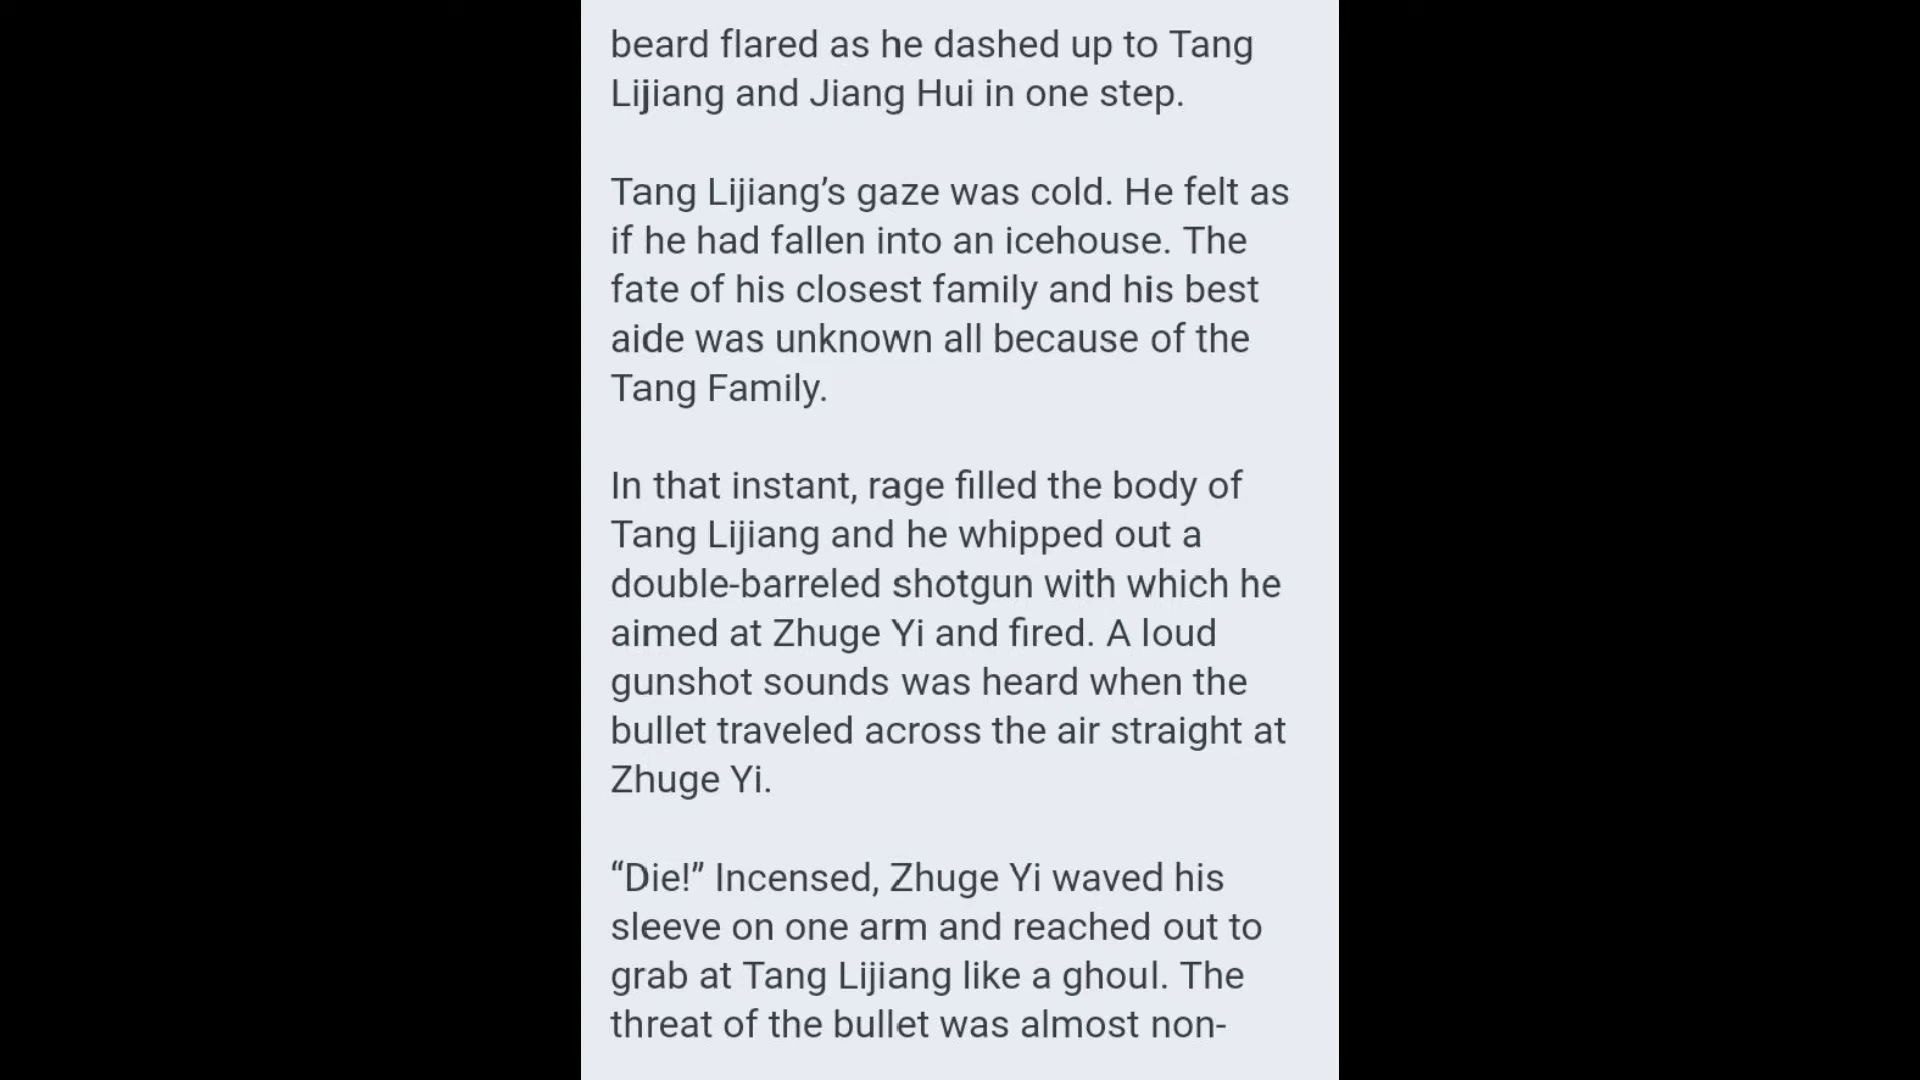 beard flared as he dashed up to Tang
Lijiang and Jiang Hui in one step.
Tang Lijiang’s gaze was cold. He felt as
if he had fallen into an icehouse. The
fate of his closest family and his best
aide was unknown all because of the
Tang Family.
In that instant, rage filled the body of
Tang Lijiang and he whipped out a
double-barreled shotgun with which he
aimed at Zhuge Yi and fired. A loud
gunshot sounds was heard when the
bullet traveled across the air straight at
Zhuge Yi.
“Die!” Incensed, Zhuge Yi waved his
sleeve on one arm and reached out to
grab at Tang Lijiang like a ghoul. The
threat of the bullet was almost non-